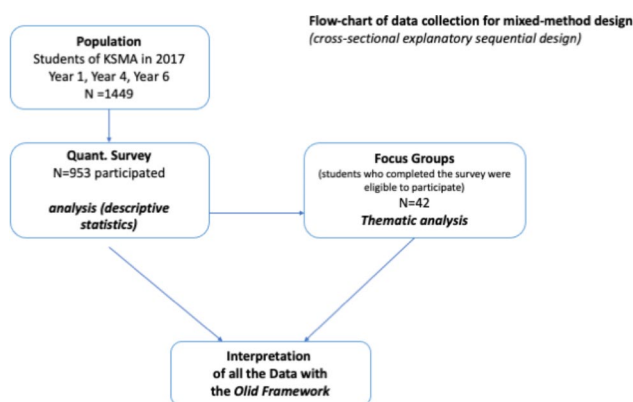 Flow-chart of data collection for mixed-method design
(cross-sectional explanatory sequential design)
Population
Students of KSMA in 2017
Year 1, Year 4, Year 6
N =1449
Quant. Survey
N=953 participated
analysis (descriptive
statistics)
Focus Groups
(students who completed the survey were
eligible to participate)
N=42
Thematic analysis
Interpretation
of all the Data with
the Olid Framework